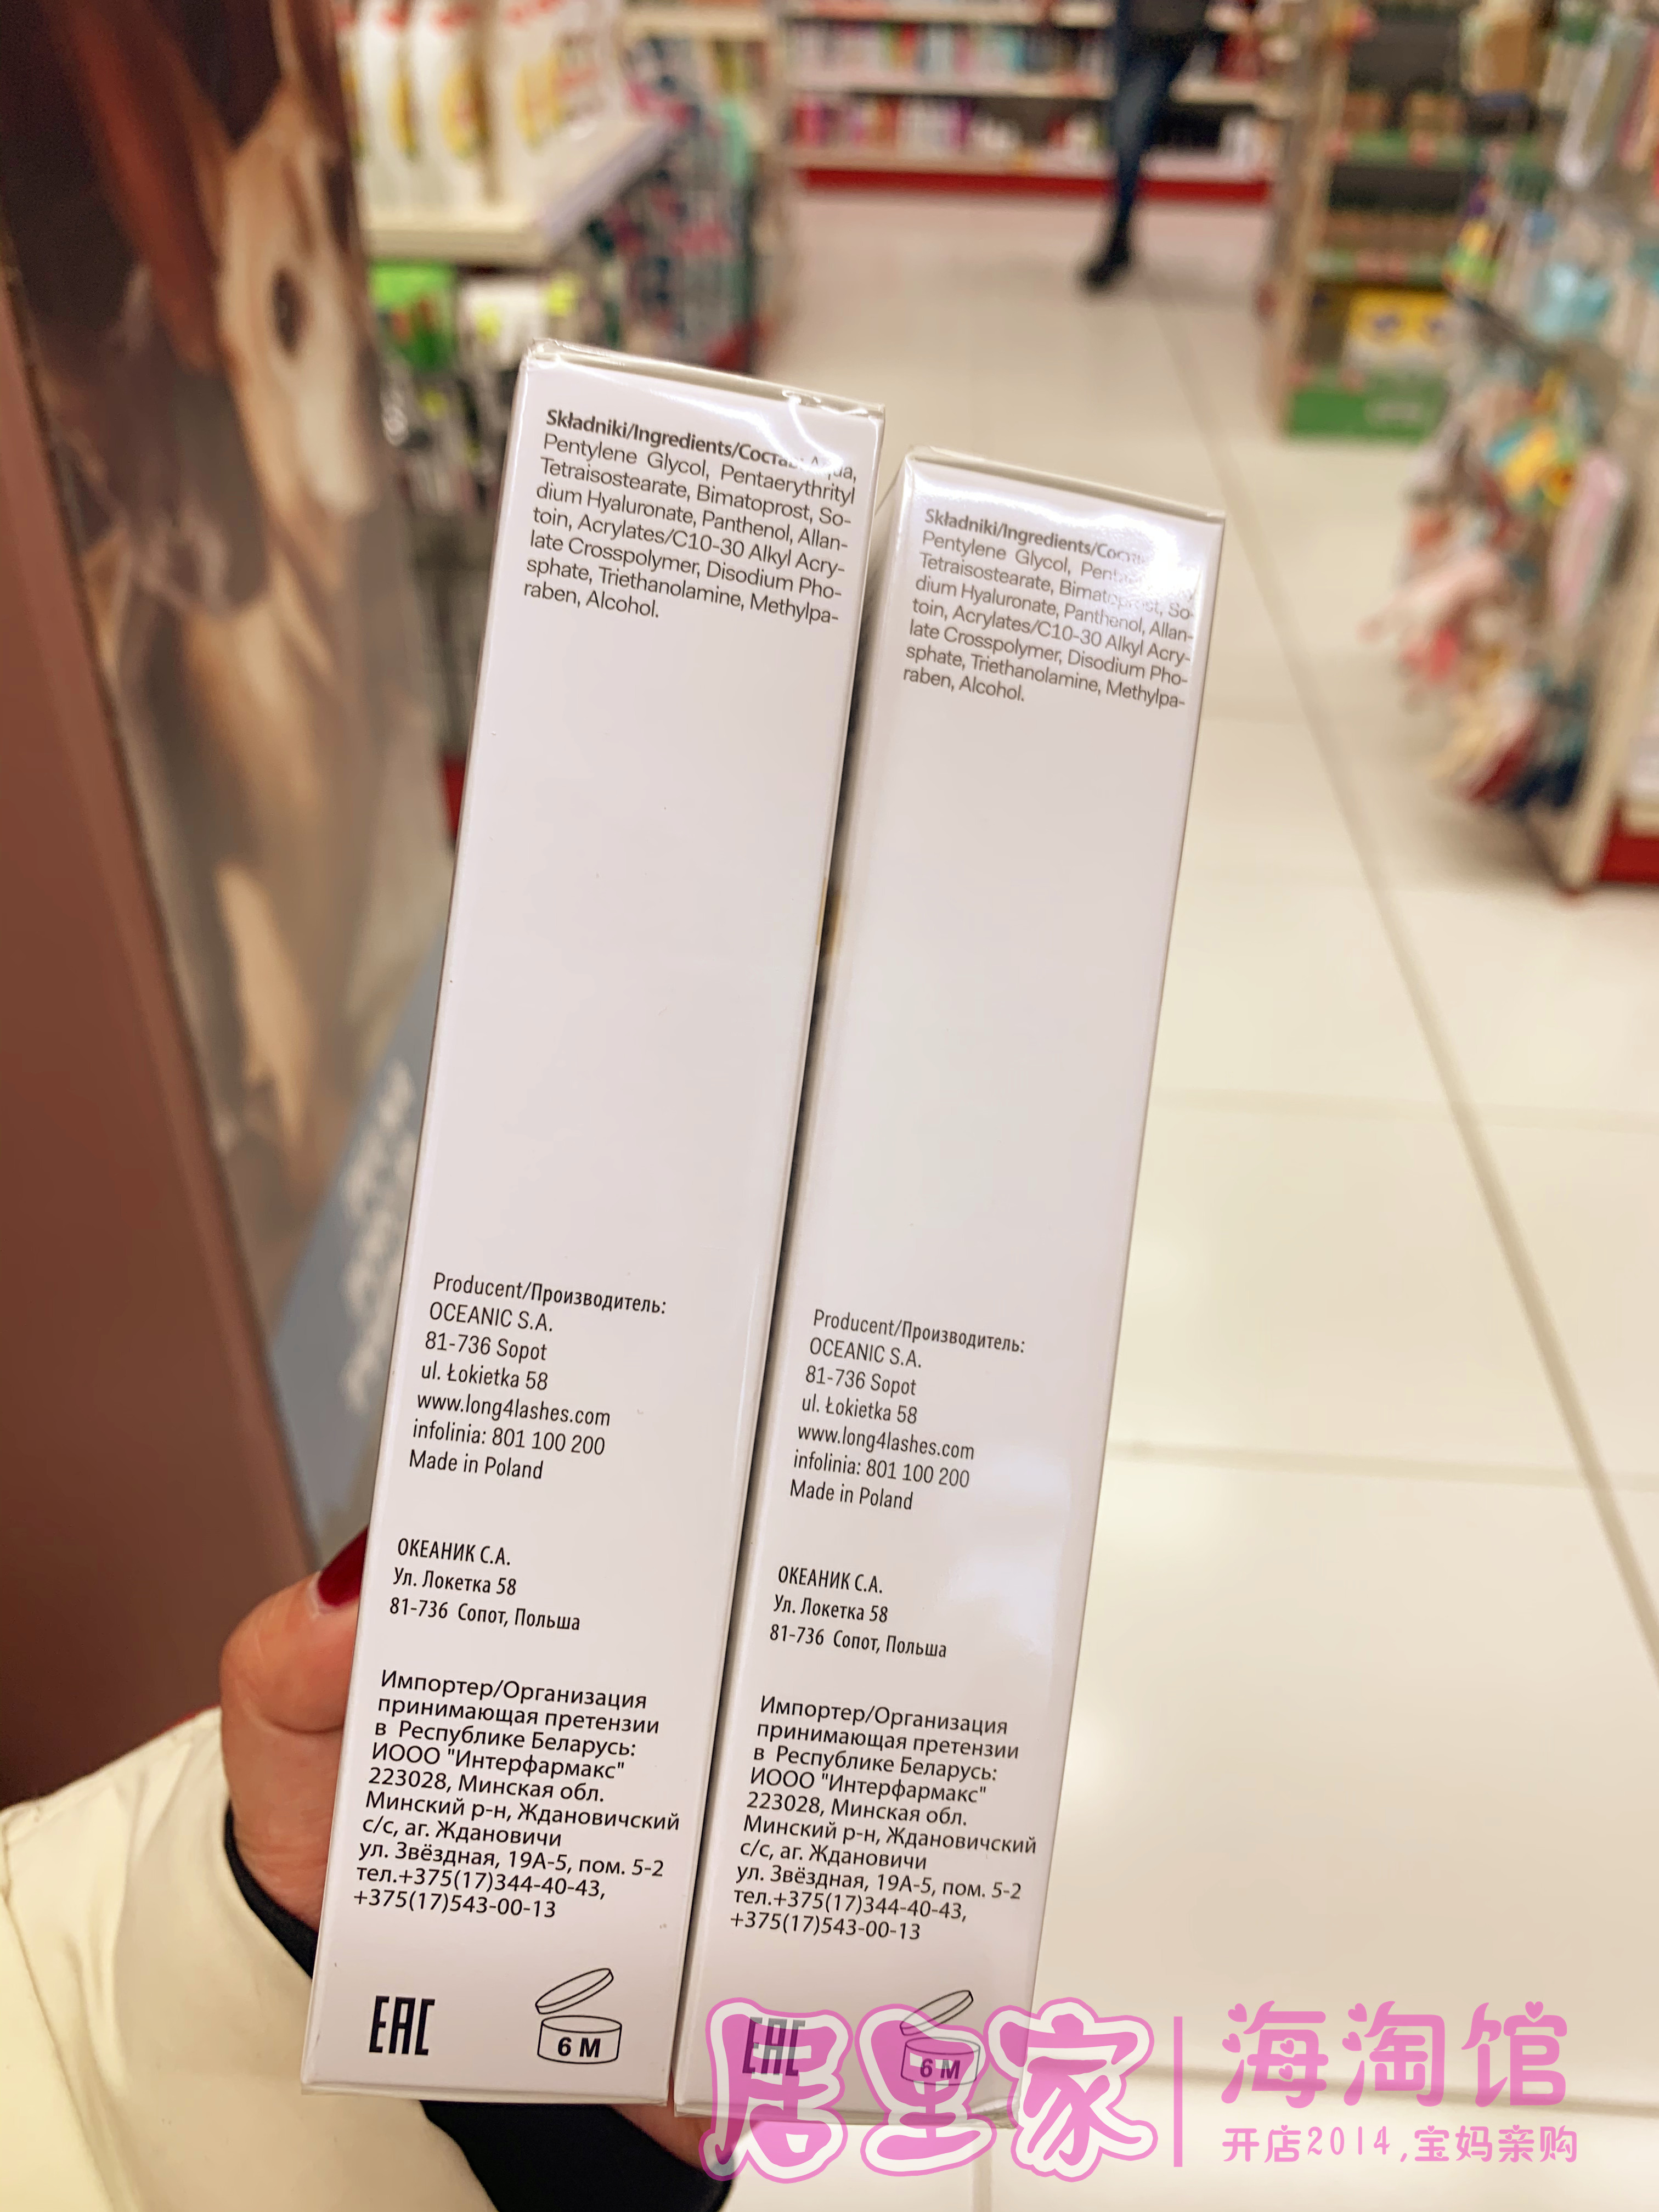 Składniki/Ingredients/Состав: Aqua,
Pentylene Glycol, Pentaerythrityl
Tetraisostearate, Bimatoprost, So-
dium Hyaluronate, Panthenol, Allan-
toin, Acrylates/C10-30 Alkyl Acry-
late Crosspolymer, Disodium Pho-
sphate, Triethanolamine, Methylpa-
raben, Alcohol.
Producent/Производитель:
OCEANIC S.A.
81-736 Sopot
ul. Łokietka 58
www.long4lashes.com
infolinia: 801 100 200
Made in Poland
ОКЕАНИК С.А.
Ул. Локетка 58
81-736 Сопот, Польша
Импортер/Организация
принимающая претензии
в Республике Беларусь:
ИООО "Интерфармакс"
223028, Минская обл.
Минский р-н, Ждановичский
с/с, аг. Ждановичи
ул. Звёздная, 19А-5, пом. 5-2
тел.+375(17)344-40-43,
+375(17)543-00-13
EAC
6 M
Składniki/Ingredients/
Pentylene Glycol,
Tetraisostearate, Bimatoprost, So-
dium Hyaluronate, Panthenol, Allan-
toin, Acrylates/C10-30 Alkyl Acry-
late Crosspolymer, Disodium Pho-
sphate, Triethanolamine, Methylpa-
raben, Alcohol.
Producent/Производитель:
OCEANIC S.A.
81-736 Sopot
ul. Łokietka 58
www.long4lashes.com
infolinia: 801 100 200
Made in Poland
ОКЕАНИК С.А.
Ул. Локетка 58
81-736 Сопот, Польша
Импортер/Организация
принимающая претензии
в Республике Беларусь:
ИООО "Интерфармакс"
223028, Минская обл.
Минский р-н, Ждановичский
с/с, аг. Ждановичи
ул. Звёздная, 19А-5, пом. 5-2
тел.+375(17)344-40-43,
+375(17)543-00-13
EAC
6 M
居里家
海淘馆
开店2014,宝妈亲购